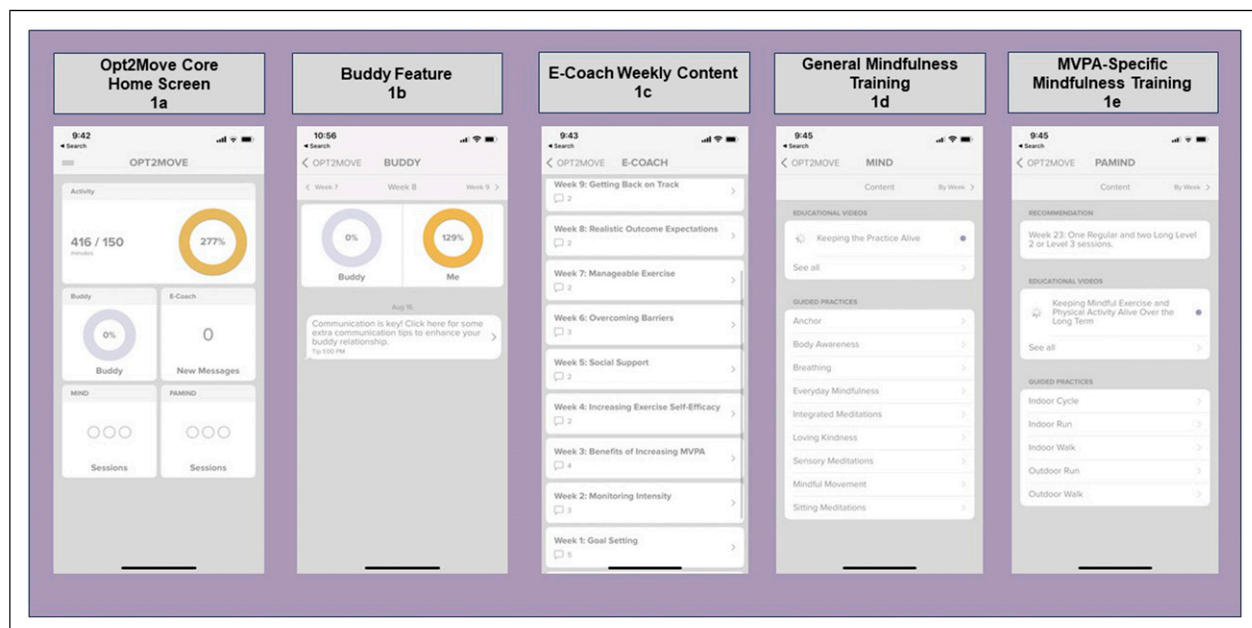 Opt2Move Core
Home Screen
1a
9:42
Search
OPT2MOVE
Activity
416 / 150
minutes
277%
Buddy
0%
Buddy
E-Coach
0
New Messages
MIND
Sessions
PAMIND
Sessions
Buddy Feature
1b
10:56
Search
OPT2MOVE
BUDDY
Week 7
Week 8
Week 9
0%
Buddy
129%
Me
Aug 16
Communication is key! Click here for some
extra communication tips to enhance your
buddy relationship.
Tip 1:00 PM
E-Coach Weekly Content
1c
9:43
Search
OPT2MOVE
E-COACH
Week 9: Getting Back on Track
2
Week 8: Realistic Outcome Expectations
2
Week 7: Manageable Exercise
2
Week 6: Overcoming Barriers
3
Week 5: Social Support
2
Week 4: Increasing Exercise Self-Efficacy
2
Week 3: Benefits of Increasing MVPA
4
Week 2: Monitoring Intensity
3
Week 1: Goal Setting
5
General Mindfulness
Training
1d
9:45
Search
OPT2MOVE
MIND
Content
By Week
EDUCATIONAL VIDEOS
Keeping the Practice Alive
See all
GUIDED PRACTICES
Anchor
Body Awareness
Breathing
Everyday Mindfulness
Integrated Meditations
Loving Kindness
Sensory Meditations
Mindful Movement
Sitting Meditations
MVPA-Specific
Mindfulness Training
1e
9:45
Search
OPT2MOVE
PAMIND
Content
By Week
RECOMMENDATION
Week 23: One Regular and two Long Level
2 or Level 3 sessions.
EDUCATIONAL VIDEOS
Keeping Mindful Exercise and
Physical Activity Alive Over the
Long Term
See all
GUIDED PRACTICES
Indoor Cycle
Indoor Run
Indoor Walk
Outdoor Run
Outdoor Walk